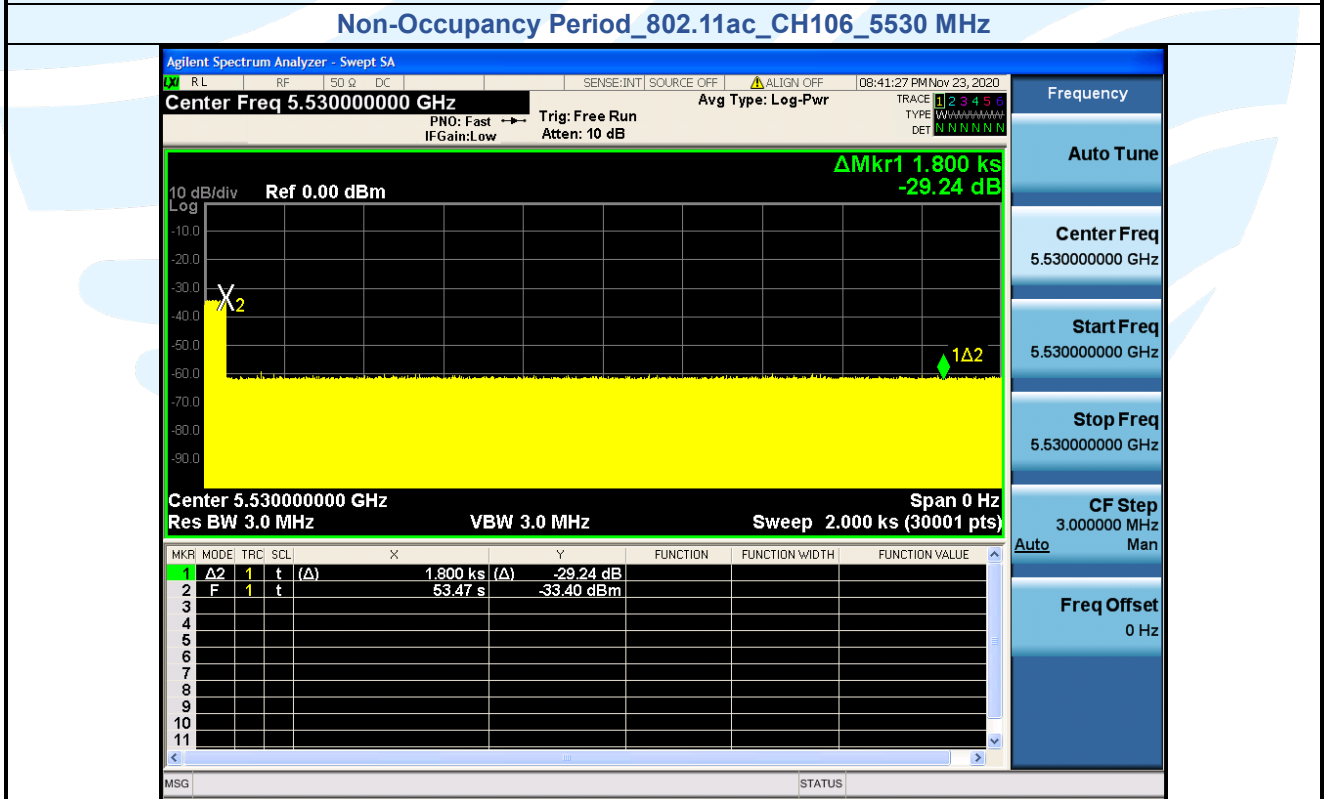 Non-Occupancy Period_802.11ac_CH106_5530 MHz
Agilent Spectrum Analyzer - Swept SA
LXI RL RF 50 Ω DC SENSE:INT SOURCE OFF ALIGN OFF 08:41:27 PM Nov 23, 2020
Center Freq 5.530000000 GHz
Avg Type: Log-Pwr
TRACE 1 2 3 4 5 6
PNO: Fast Trig: Free Run
TYPE WWWWWW
IFGain:Low Atten: 10 dB
DET N N N N N N
ΔMkr1 1.800 ks
-29.24 dB
10 dB/div Ref 0.00 dBm
Log
-10.0
-20.0
-30.0
-40.0
-50.0
-60.0
-70.0
-80.0
-90.0
2
1Δ2
Center 5.530000000 GHz Span 0 Hz
Res BW 3.0 MHz VBW 3.0 MHz Sweep 2.000 ks (30001 pts)
MKR MODE TRC SCL X Y FUNCTION FUNCTION WIDTH FUNCTION VALUE
1 Δ2 1 t (Δ) 1.800 ks (Δ) -29.24 dB
2 F 1 t 53.47 s -33.40 dBm
3
4
5
6
7
8
9
10
11
MSG STATUS
Frequency
Auto Tune
Center Freq
5.530000000 GHz
Start Freq
5.530000000 GHz
Stop Freq
5.530000000 GHz
CF Step
3.000000 MHz
Auto Man
Freq Offset
0 Hz